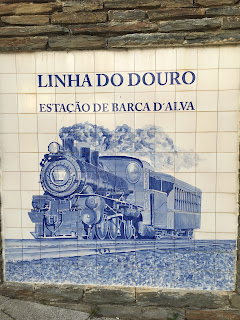 LINHA DO DOURO
ESTAÇÃO DE BARCA D'ALVA